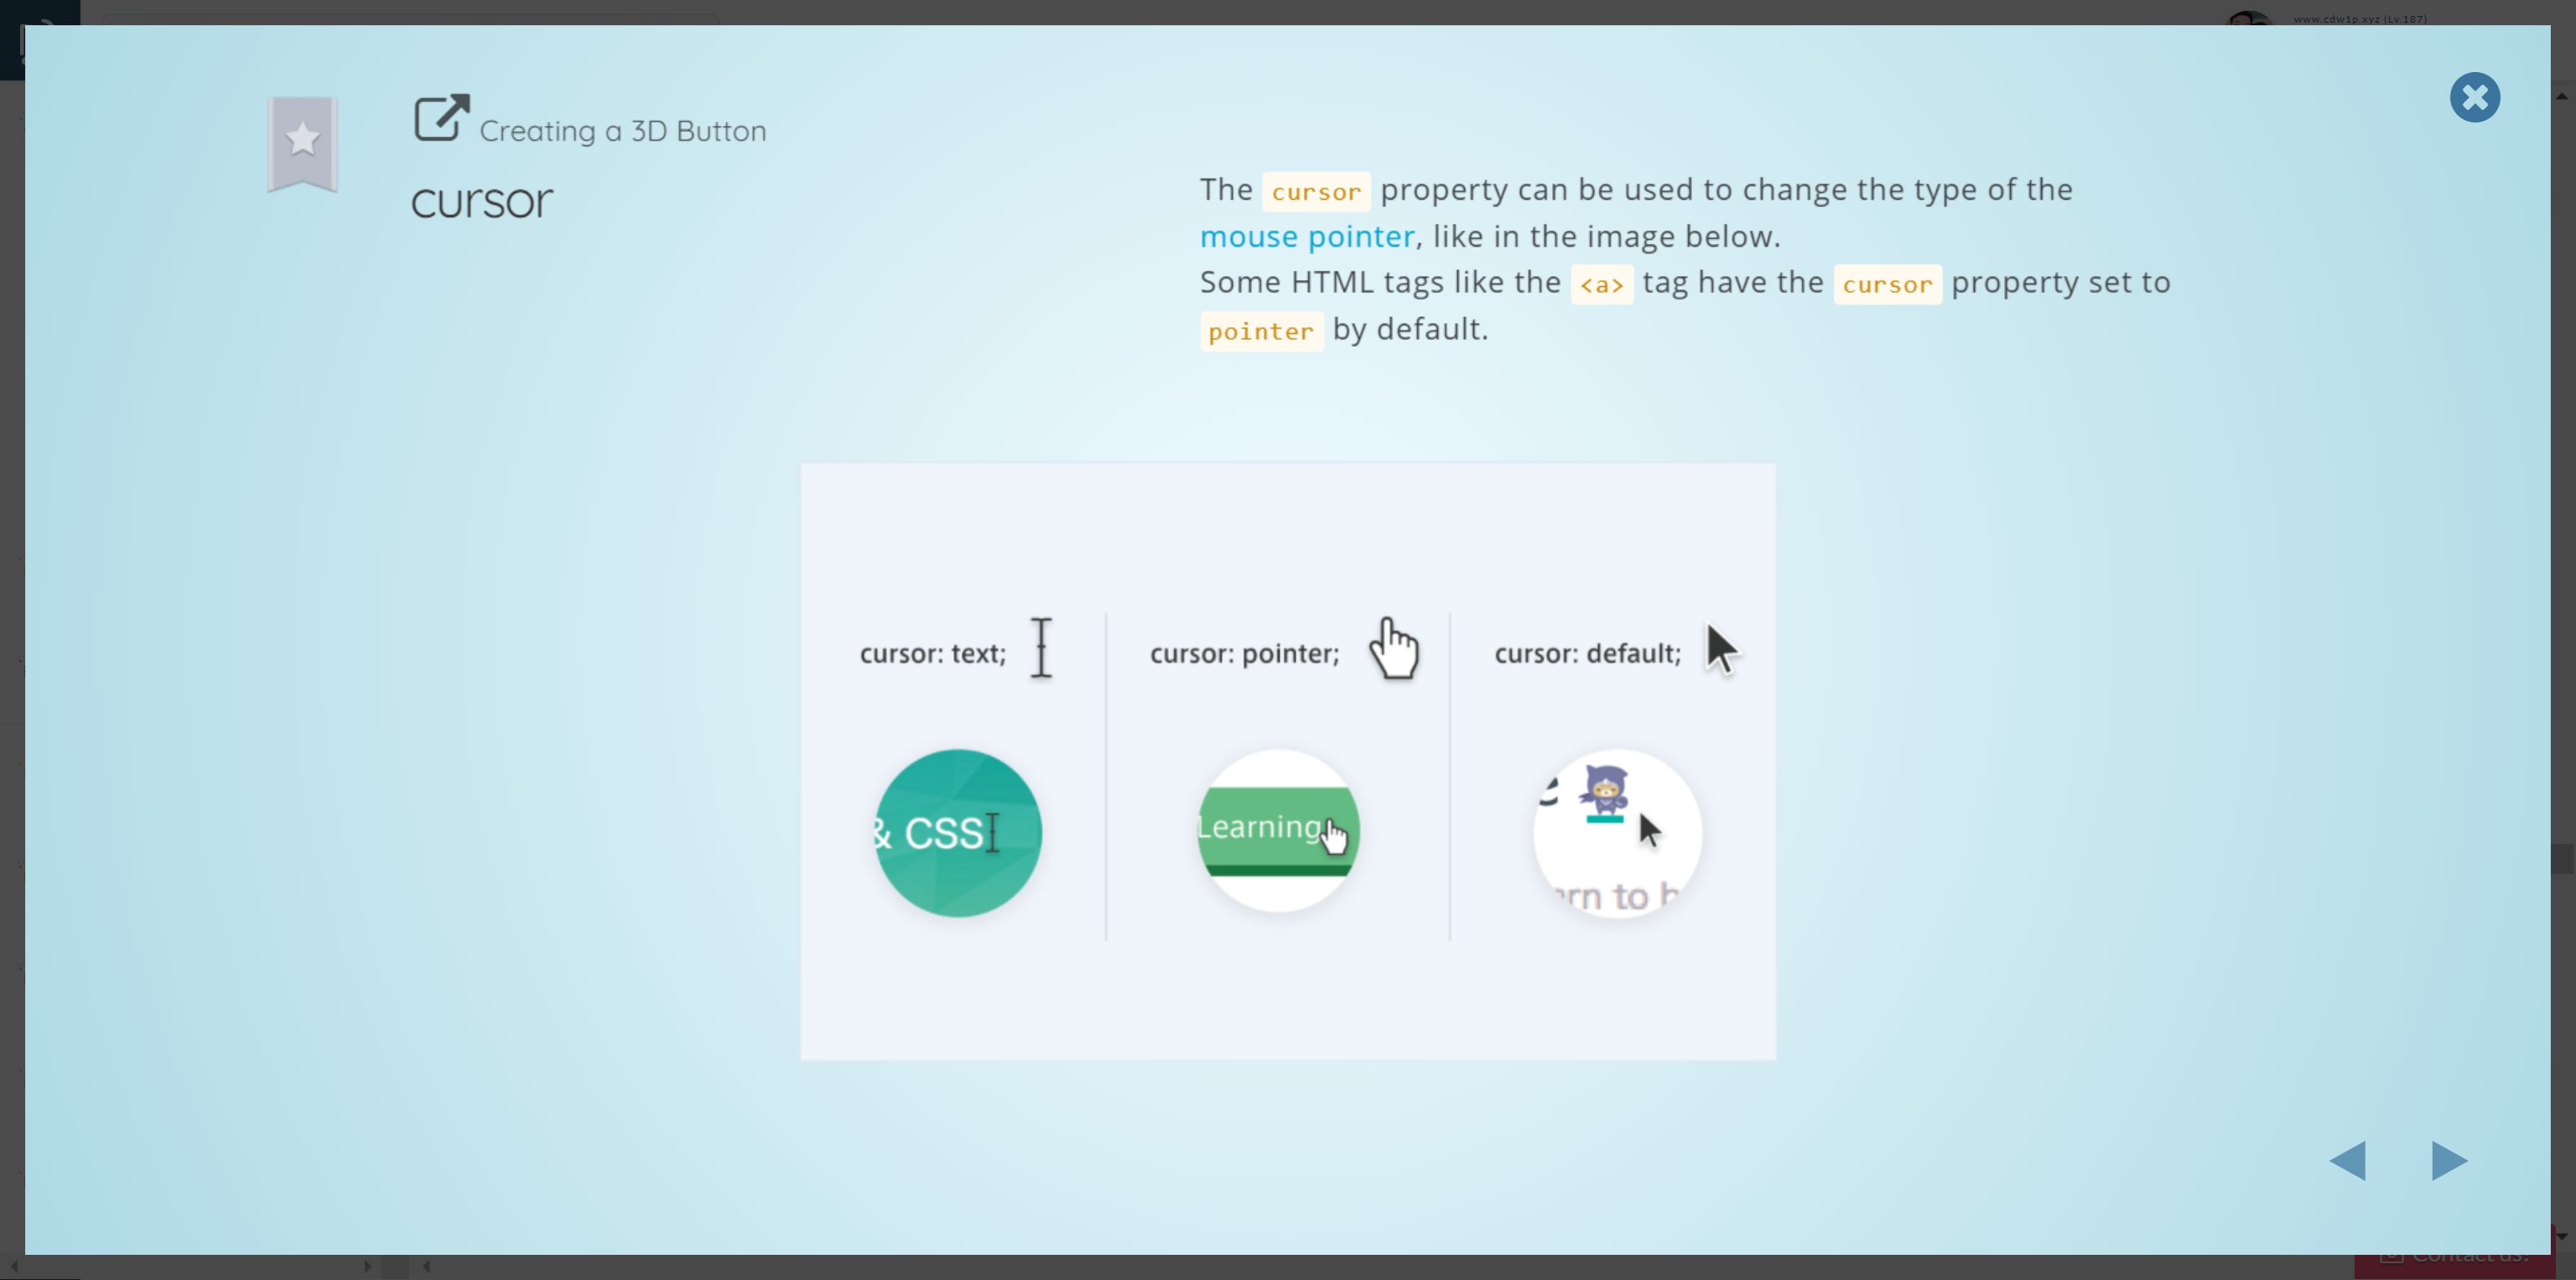 www.cdw1p.xyz (Lv.187)
Creating a 3D Button
cursor
The cursor property can be used to change the type of the
mouse pointer, like in the image below.
Some HTML tags like the <a> tag have the cursor property set to
pointer by default.
cursor: text;
cursor: pointer;
cursor: default;
& CSS
Learning
rn to
Contact us!